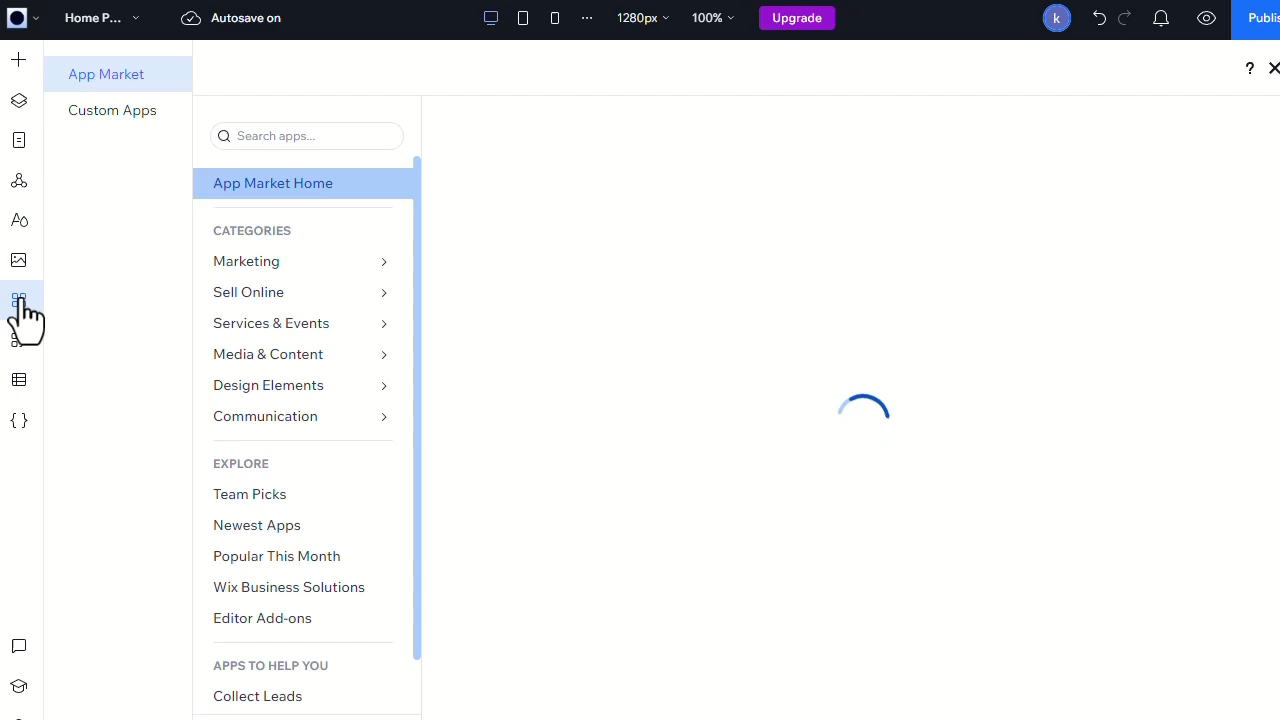 Home P...
Autosave on
1280px
100%
Upgrade
k
App Market
Custom Apps
?
Search apps...
App Market Home
CATEGORIES
Marketing
Sell Online
Services & Events
Media & Content
Design Elements
Communication
EXPLORE
Team Picks
Newest Apps
Popular This Month
Wix Business Solutions
Editor Add-ons
APPS TO HELP YOU
Collect Leads